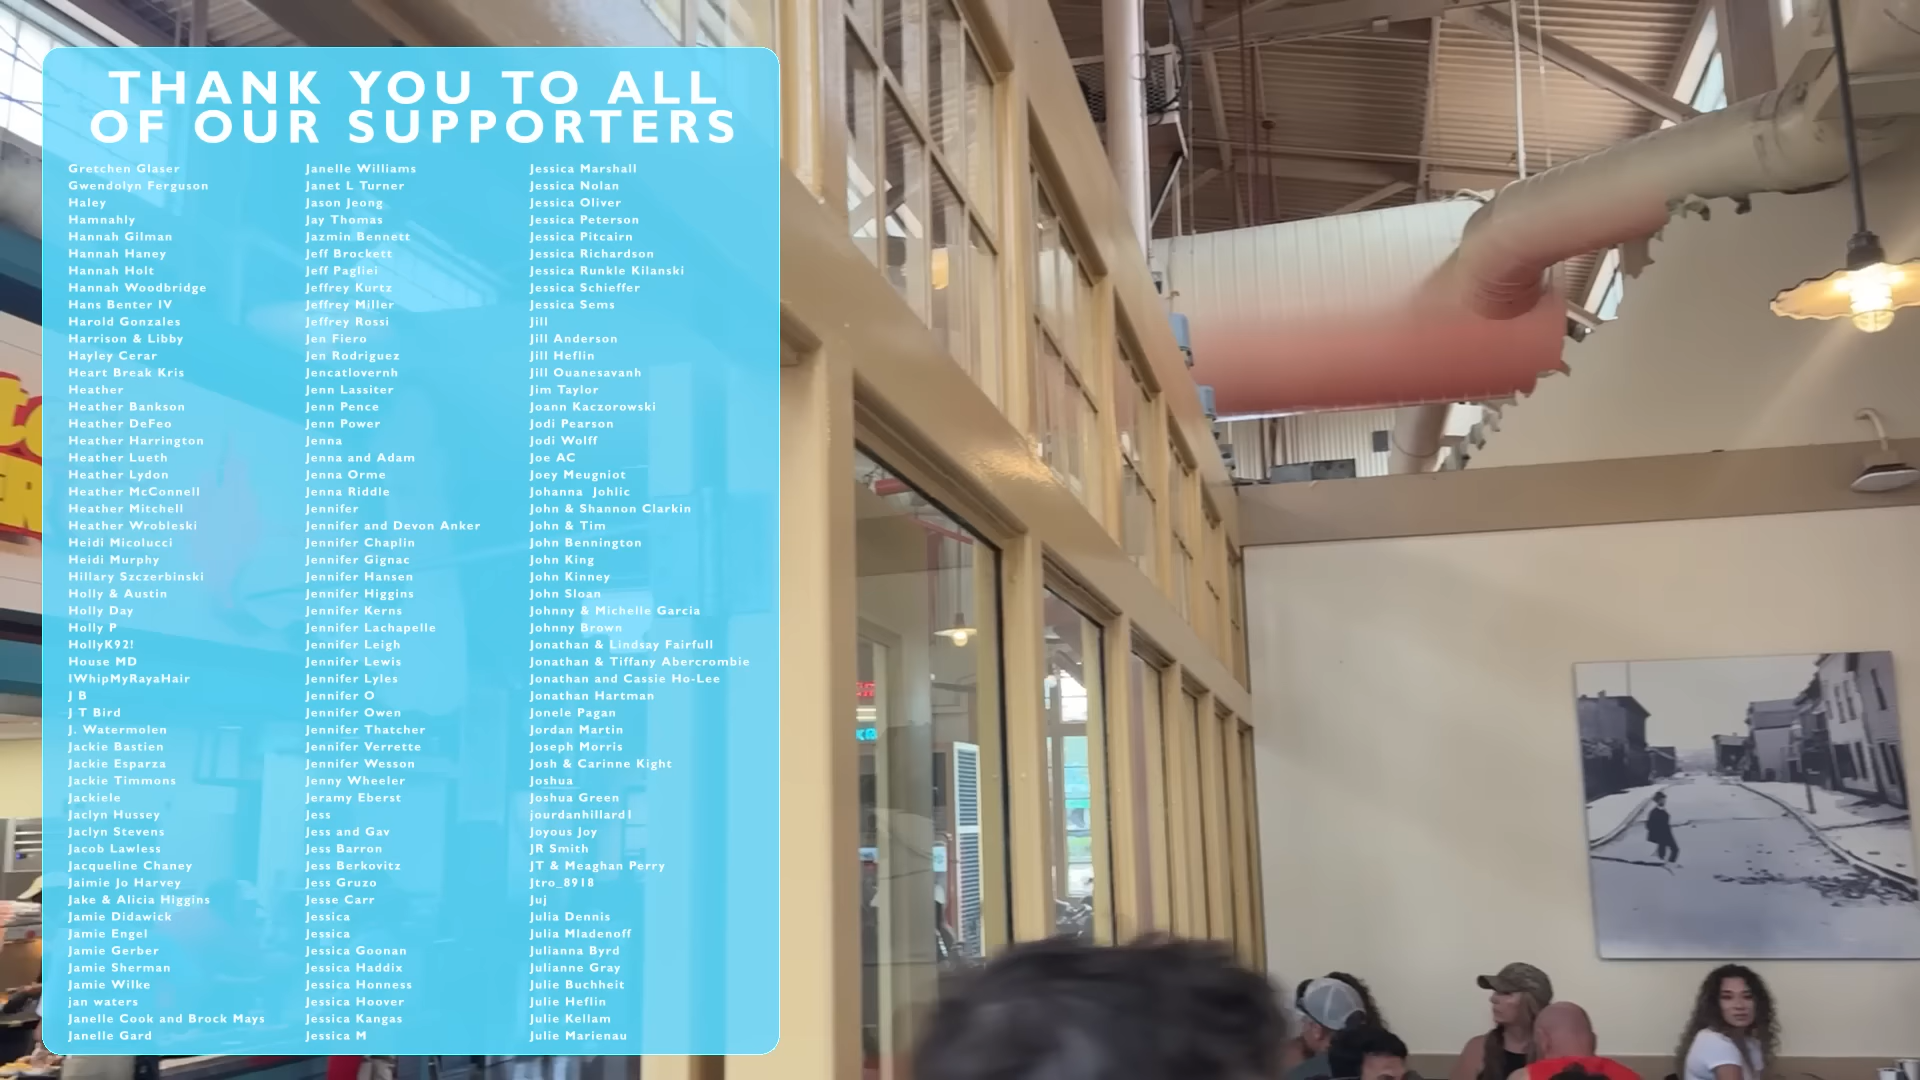 THANK YOU TO ALL
OF OUR SUPPORTERS
Gretchen Glaser
Gwendolyn Ferguson
Haley
Hamnahly
Hannah Gilman
Hannah Haney
Hannah Holt
Hannah Woodbridge
Hans Benter IV
Harold Gonzales
Harrison & Libby
Hayley Cerar
Heart Break Kris
Heather
Heather Bankson
Heather DeFeo
Heather Harrington
Heather Lueth
Heather Lydon
Heather McConnell
Heather Mitchell
Heather Wrobleski
Heidi Micolucci
Heidi Murphy
Hillary Szczerbinski
Holly & Austin
Holly Day
Holly P
HollyK92!
House MD
IWhipMyRayaHair
J B
J T Bird
J. Watermolen
Jackie Bastien
Jackie Esparza
Jackie Timmons
Jackiele
Jaclyn Hussey
Jaclyn Stevens
Jacob Lawless
Jacqueline Chaney
Jaimie Jo Harvey
Jake & Alicia Higgins
Jamie Didawick
Jamie Engel
Jamie Gerber
Jamie Sherman
Jamie Wilke
jan waters
Janelle Cook and Brock Mays
Janelle Gard
Janelle Williams
Janet L Turner
Jason Jeong
Jay Thomas
Jazmin Bennett
Jeff Brockett
Jeff Pagliei
Jeffrey Kurtz
Jeffrey Miller
Jeffrey Rossi
Jen Fiero
Jen Rodriguez
Jencatlovernh
Jenn Lassiter
Jenn Pence
Jenn Power
Jenna
Jenna and Adam
Jenna Orme
Jenna Riddle
Jennifer
Jennifer and Devon Anker
Jennifer Chaplin
Jennifer Gignac
Jennifer Hansen
Jennifer Higgins
Jennifer Kerns
Jennifer Lachapelle
Jennifer Leigh
Jennifer Lewis
Jennifer Lyles
Jennifer O
Jennifer Owen
Jennifer Thatcher
Jennifer Verrette
Jennifer Wesson
Jenny Wheeler
Jeramy Eberst
Jess
Jess and Gav
Jess Barron
Jess Berkovitz
Jess Gruzo
Jesse Carr
Jessica
Jessica
Jessica Goonan
Jessica Haddix
Jessica Honness
Jessica Hoover
Jessica Kangas
Jessica M
Jessica Marshall
Jessica Nolan
Jessica Oliver
Jessica Peterson
Jessica Pitcairn
Jessica Richardson
Jessica Runkle Kilanski
Jessica Schieffer
Jessica Sems
Jill
Jill Anderson
Jill Heflin
Jill Ouanesavanh
Jim Taylor
Joann Kaczorowski
Jodi Pearson
Jodi Wolff
Joe AC
Joey Meugniot
Johanna Johlic
John & Shannon Clarkin
John & Tim
John Bennington
John King
John Kinney
John Sloan
Johnny & Michelle Garcia
Johnny Brown
Jonathan & Lindsay Fairfull
Jonathan & Tiffany Abercrombie
Jonathan and Cassie Ho-Lee
Jonathan Hartman
Jonele Pagan
Jordan Martin
Joseph Morris
Josh & Carinne Kight
Joshua
Joshua Green
jourdanhillard1
Joyous Joy
JR Smith
JT & Meaghan Perry
Jtro_8918
Juj
Julia Dennis
Julia Mladenoff
Julianna Byrd
Julianne Gray
Julie Buchheit
Julie Heflin
Julie Kellam
Julie Marienau